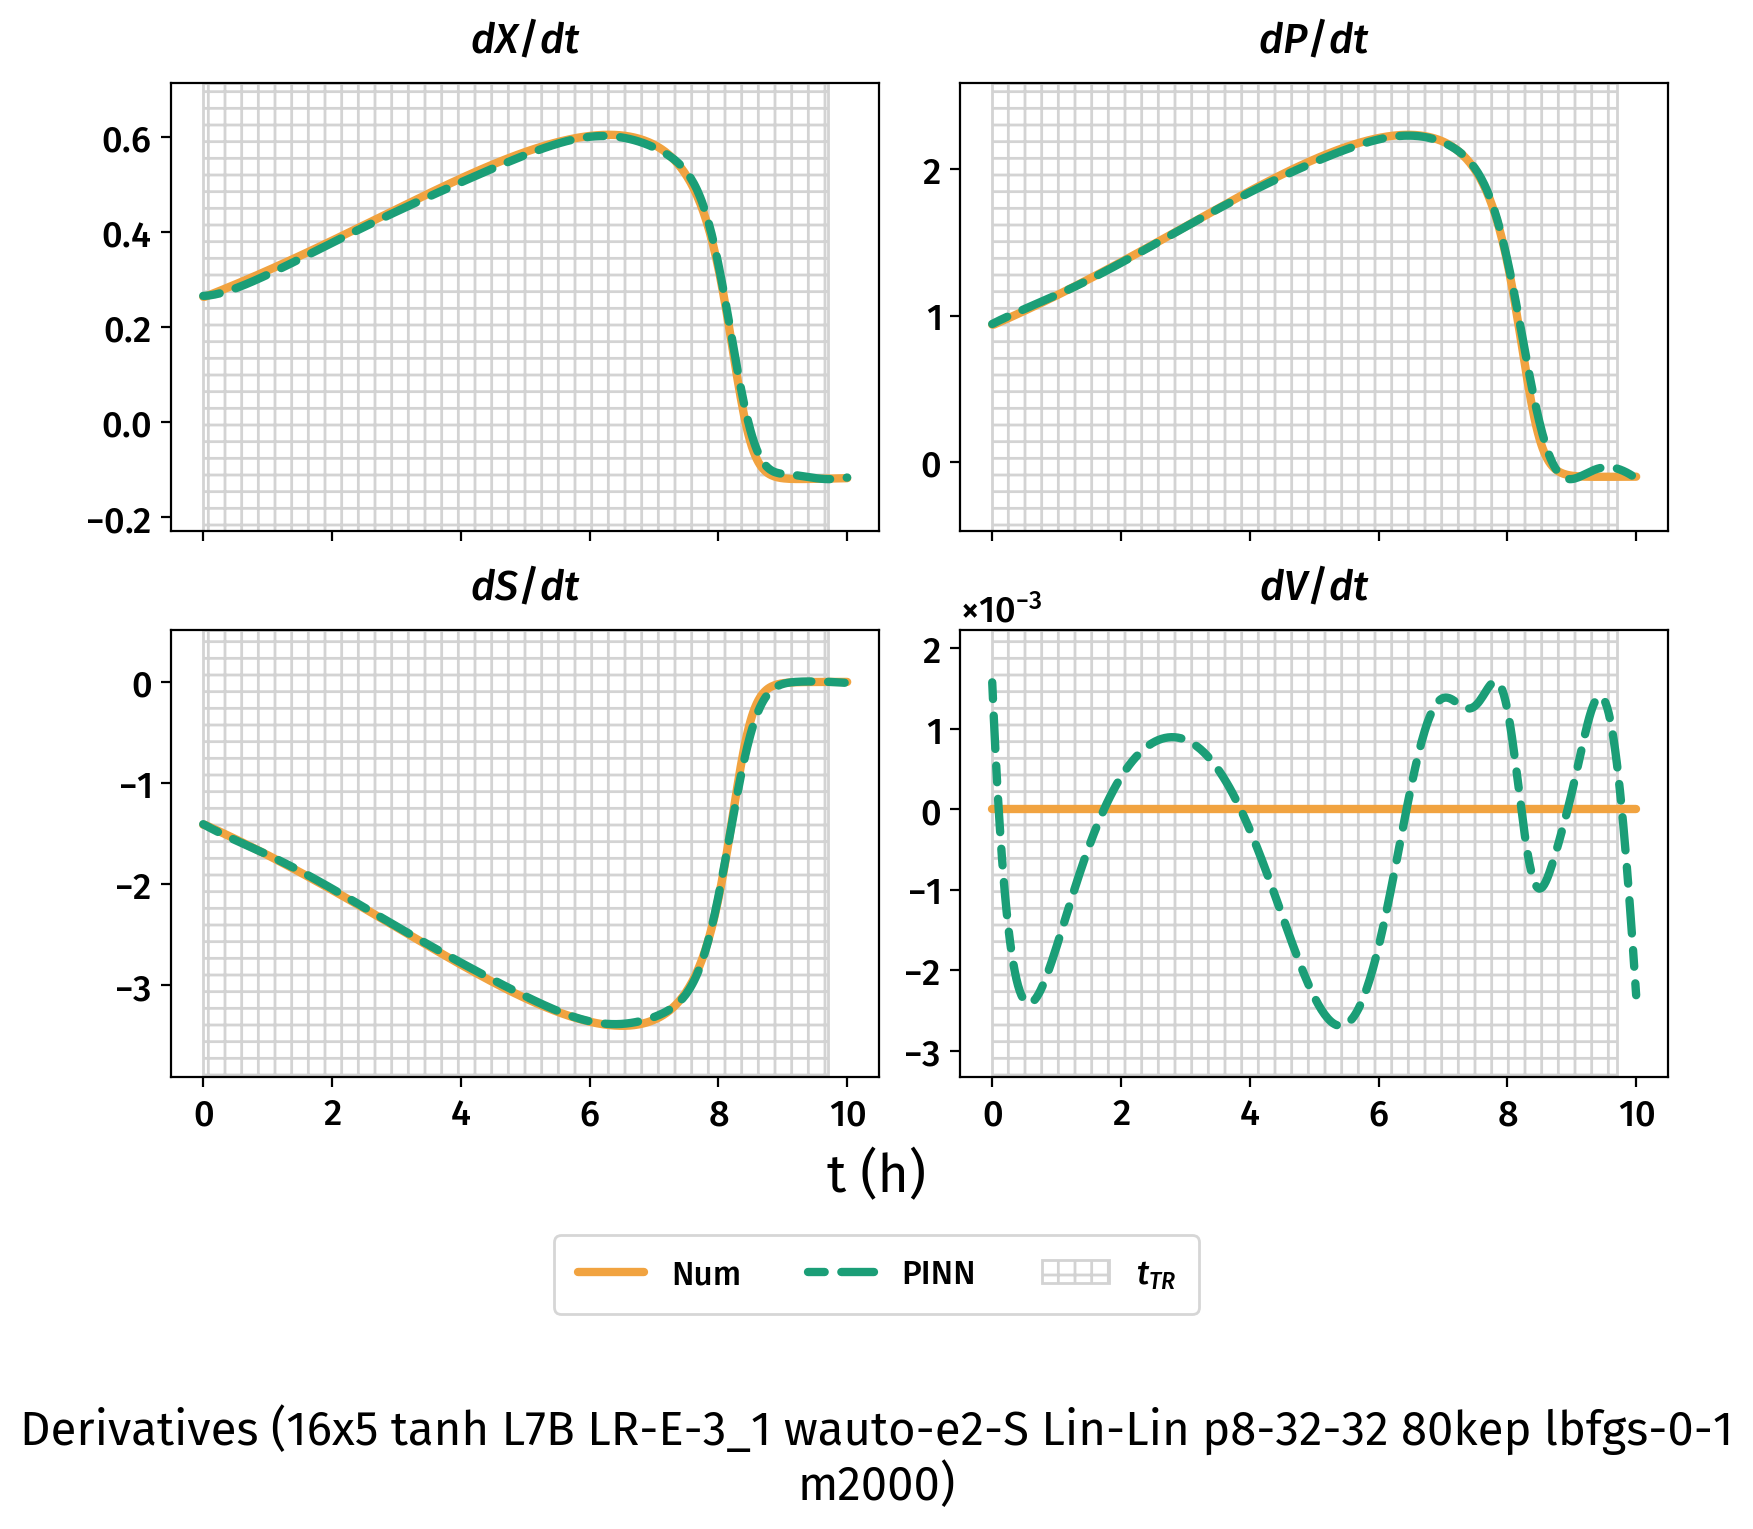 dX/dt
dP/dt
0.6
0.4
0.2
0.0
−0.2
2
1
0
dS/dt
dV/dt
×10⁻³
0
−1
−2
−3
2
1
0
−1
−2
−3
0 2 4 6 8 10
0 2 4 6 8 10
t (h)
Num PINN t_TR
Derivatives (16x5 tanh L7B LR-E-3_1 wauto-e2-S Lin-Lin p8-32-32 80kep lbfgs-0-1
m2000)